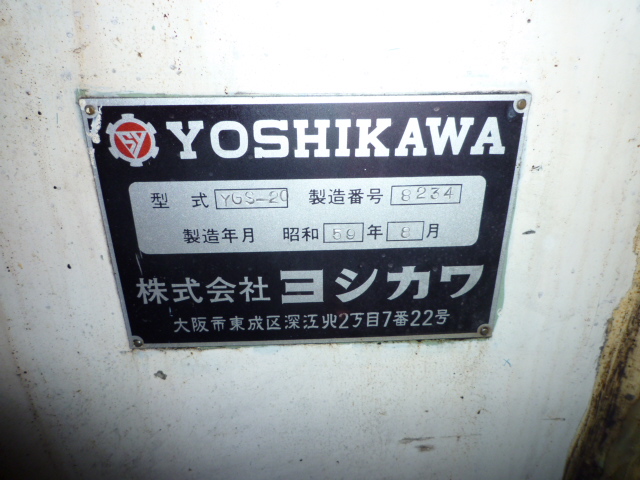 YOSHIKAWA
型式 YGS-20 製造番号 8234
製造年月 昭和 59 年 8 月
株式会社 ヨシカワ
大阪市東成区深江北2丁目7番22号